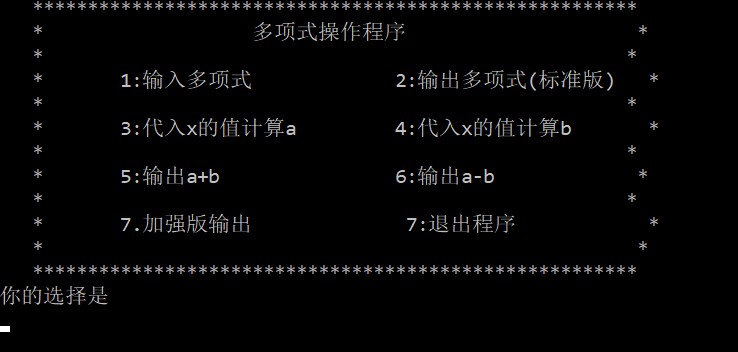 *******************************************************
* 多项式操作程序 *
* *
* 1:输入多项式 2:输出多项式(标准版) *
* *
* 3:代入x的值计算a 4:代入x的值计算b *
* *
* 5:输出a+b 6:输出a-b *
* *
* 7.加强版输出 7:退出程序 *
* *
*******************************************************
你的选择是